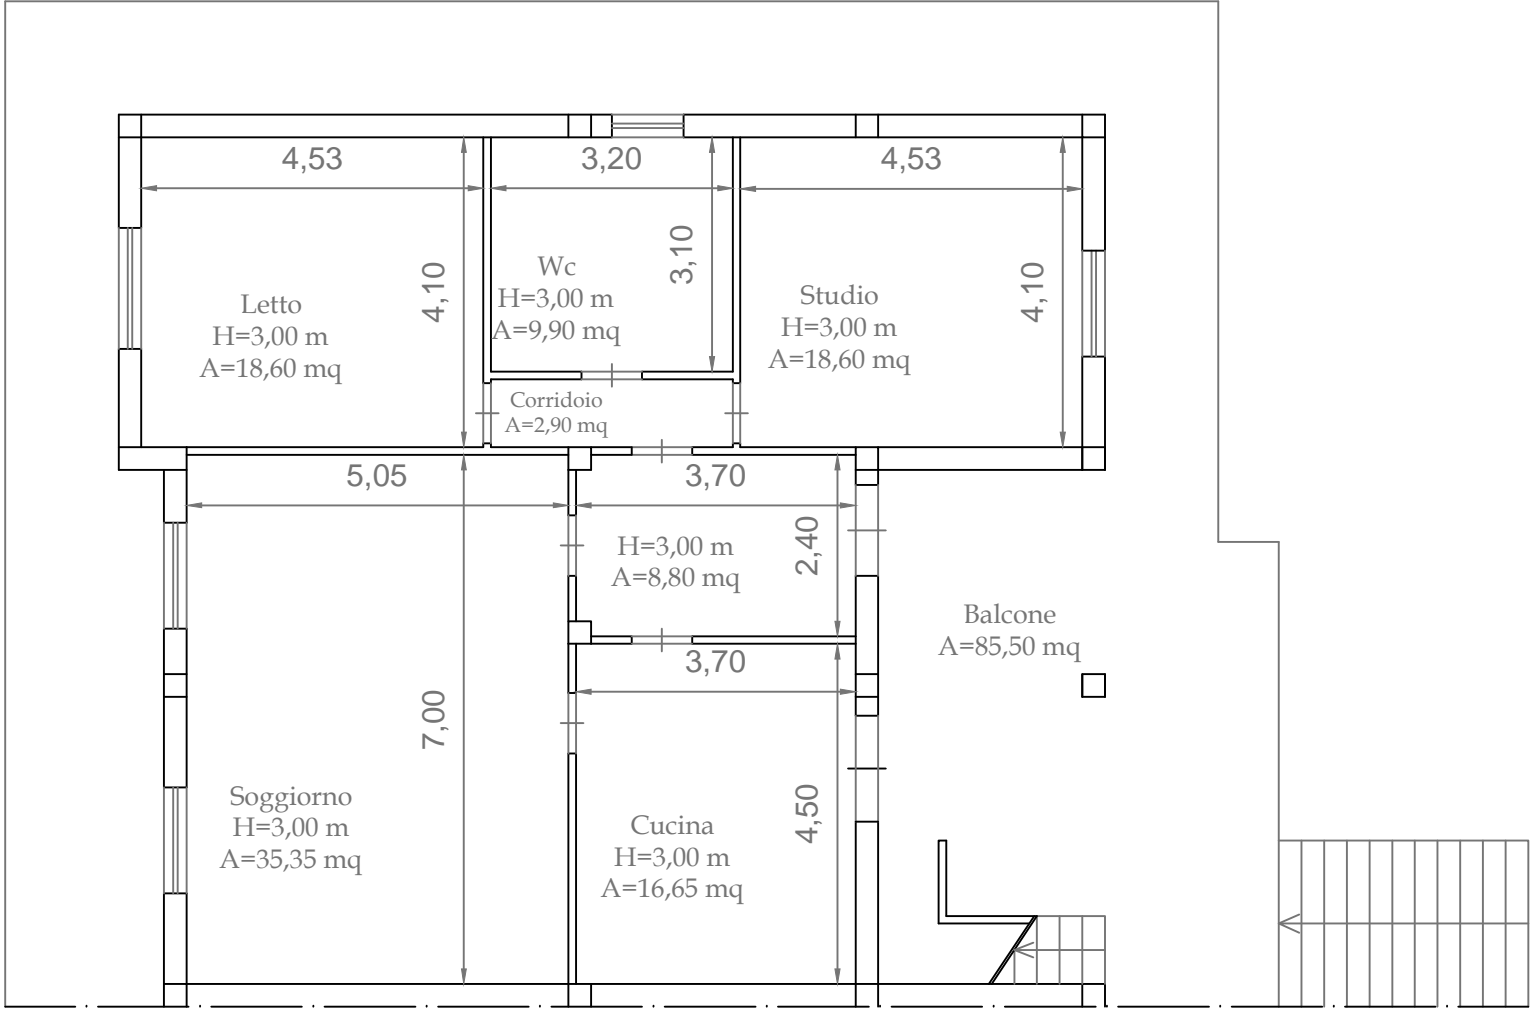 4,53
3,20
4,53
4,10
3,10
4,10
Letto
H=3,00 m
A=18,60 mq
Wc
H=3,00 m
A=9,90 mq
Studio
H=3,00 m
A=18,60 mq
Corridoio
A=2,90 mq
5,05
3,70
2,40
H=3,00 m
A=8,80 mq
Balcone
A=85,50 mq
3,70
7,00
4,50
Soggiorno
H=3,00 m
A=35,35 mq
Cucina
H=3,00 m
A=16,65 mq